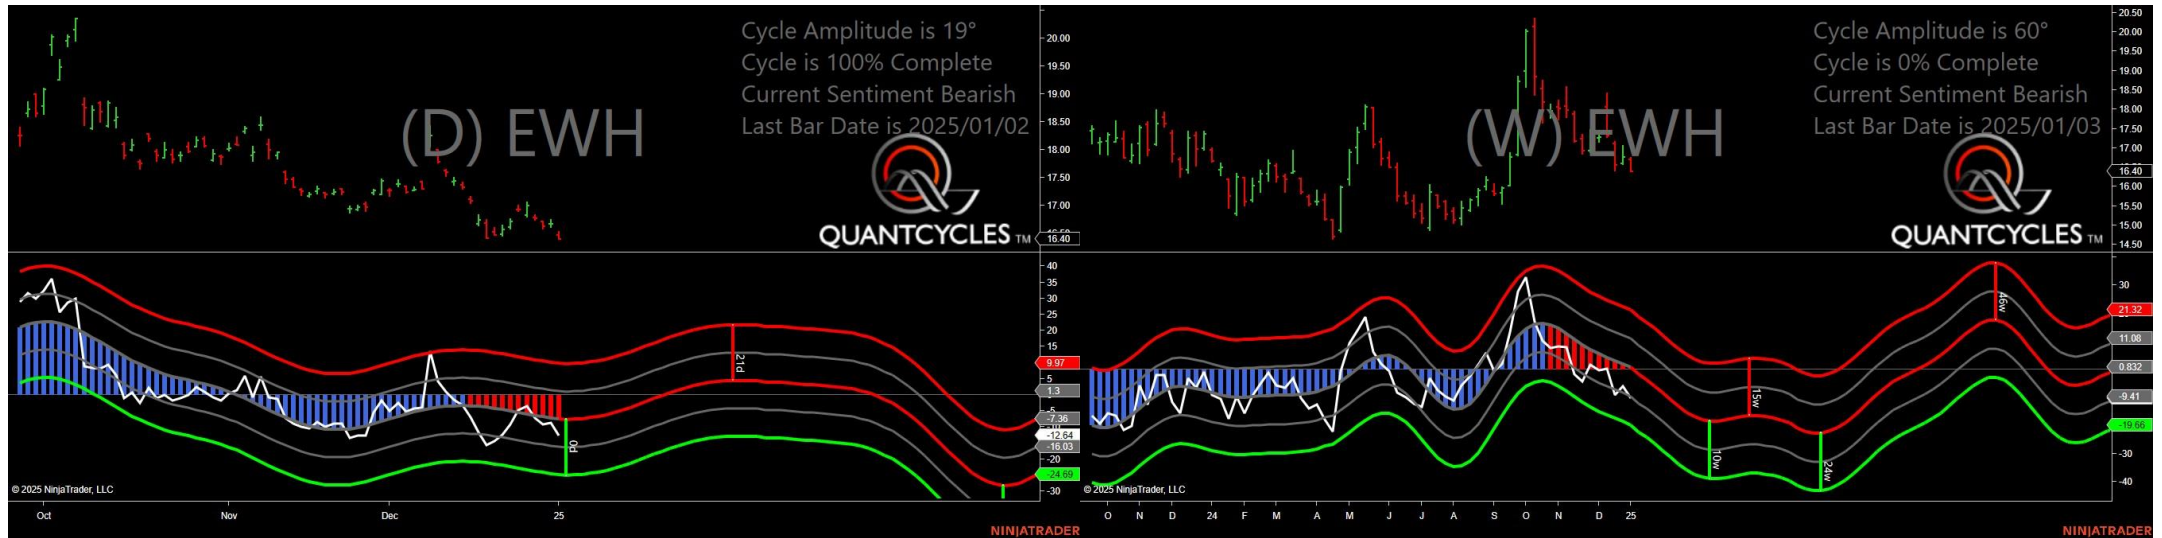 Cycle Amplitude is 19°
Cycle is 100% Complete
Current Sentiment Bearish
Last Bar Date is 2025/01/02
(D) EWH
QUANTCYCLES TM
20.00
19.50
19.00
18.50
18.00
17.50
17.00
16.40
40
35
30
25
20
15
9.97
5
1.3
-5
-7.36
-12.64
-16.03
-20
-24.69
-30
21d
0d
© 2025 NinjaTrader, LLC
Oct
Nov
Dec
25
NINJATRADER
Cycle Amplitude is 60°
Cycle is 0% Complete
Current Sentiment Bearish
Last Bar Date is 2025/01/03
(W) EWH
QUANTCYCLES TM
20.50
20.00
19.50
19.00
18.50
18.00
17.50
17.00
16.40
16.00
15.50
15.00
14.50
30
21.32
11.08
0.832
-9.41
-19.66
-30
-40
46w
15w
10w
24w
© 2025 NinjaTrader, LLC
O
N
D
24
F
M
A
M
J
J
A
S
O
N
D
25
NINJATRADER